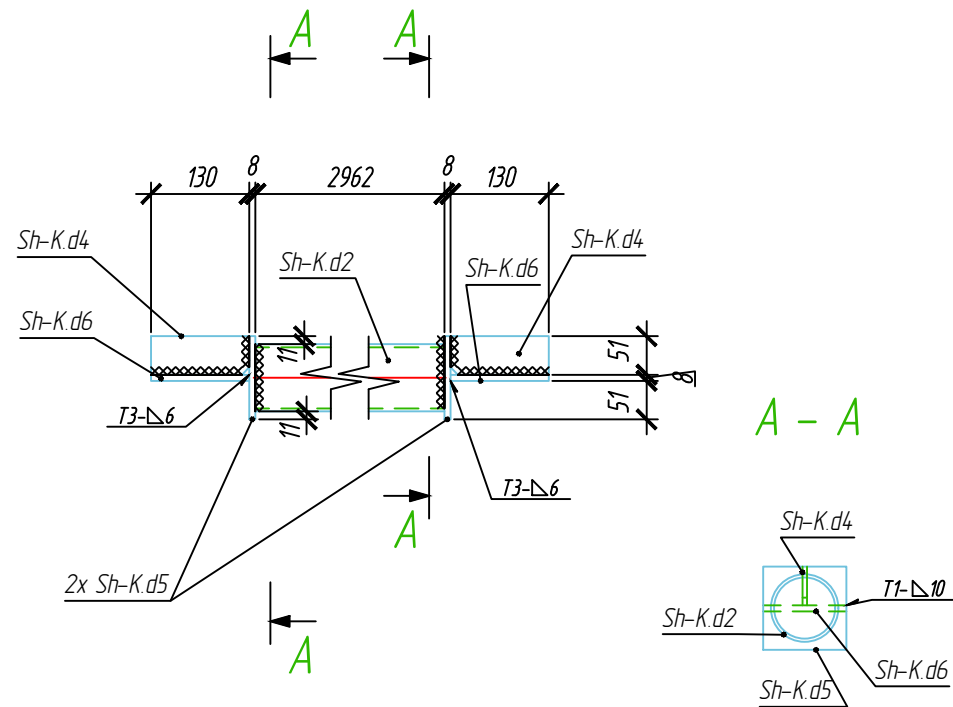 A A
130 8 2962 8 130
Sh-K.d4
Sh-K.d2
Sh-K.d6
Sh-K.d4
Sh-K.d6
11
51
8
51
11
T3-⊿6
T3-⊿6
A - A
A
2x Sh-K.d5
A
Sh-K.d4
T1-⊿10
Sh-K.d2
Sh-K.d6
Sh-K.d5